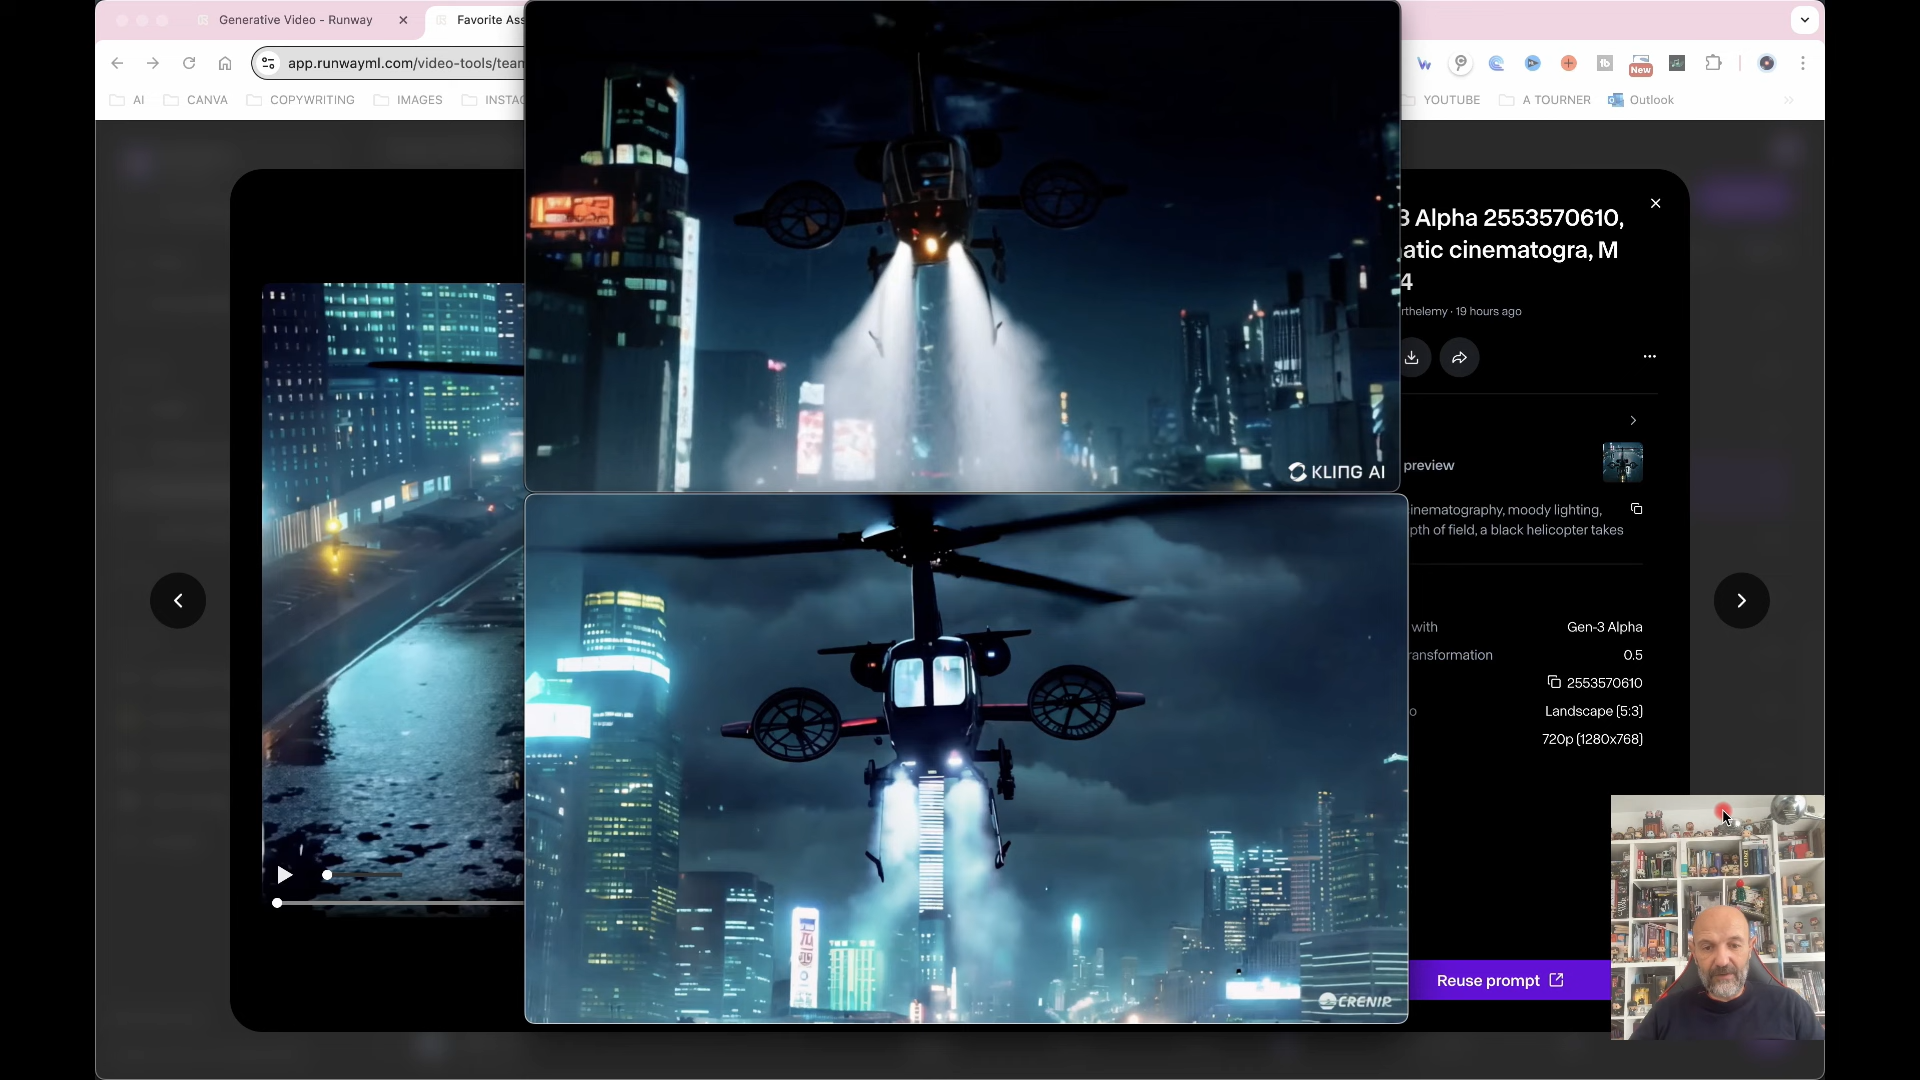 Generative Video - Runway
Favorite Ass
app.runwayml.com/video-tools/tean
New
AI
CANVA
COPYWRITING
IMAGES
INSTAG
YOUTUBE
A TOURNER
Outlook
3 Alpha 2553570610,
atic cinematogra, M
4
rthelemy · 19 hours ago
KLING AI
preview
inematography, moody lighting,
pth of field, a black helicopter takes
with
Gen-3 Alpha
ransformation
0.5
2553570610
o
Landscape (5:3)
720p (1280x768)
Reuse prompt
CRENIP